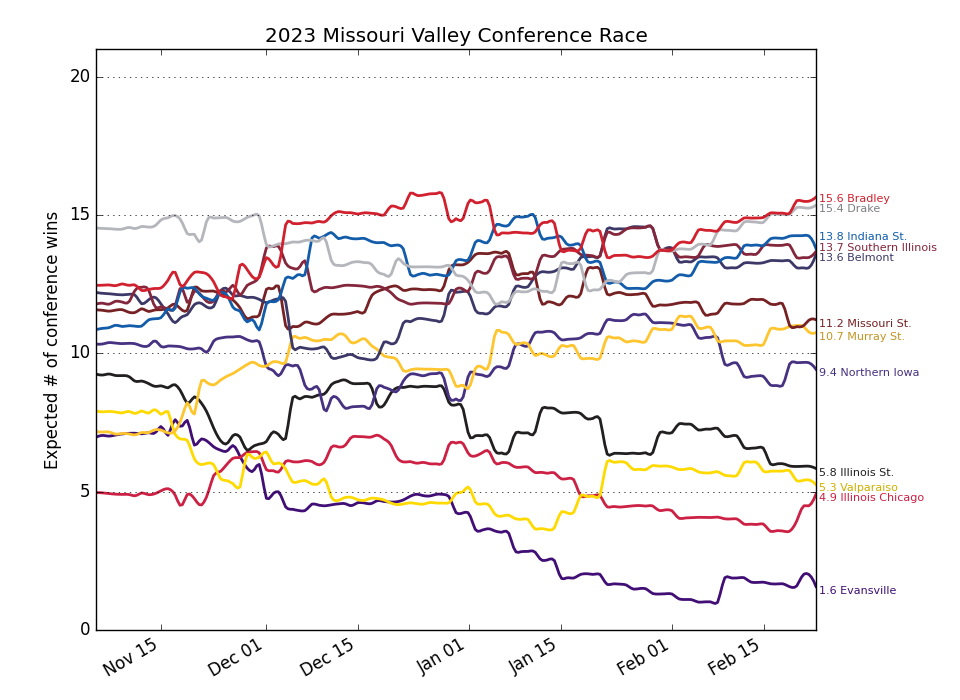 2023 Missouri Valley Conference Race
Expected # of conference wins
20
15
10
5
0
15.6 Bradley
15.4 Drake
13.8 Indiana St.
13.7 Southern Illinois
13.6 Belmont
11.2 Missouri St.
10.7 Murray St.
9.4 Northern Iowa
5.8 Illinois St.
5.3 Valparaiso
4.9 Illinois Chicago
1.6 Evansville
Nov 15
Dec 01
Dec 15
Jan 01
Jan 15
Feb 01
Feb 15